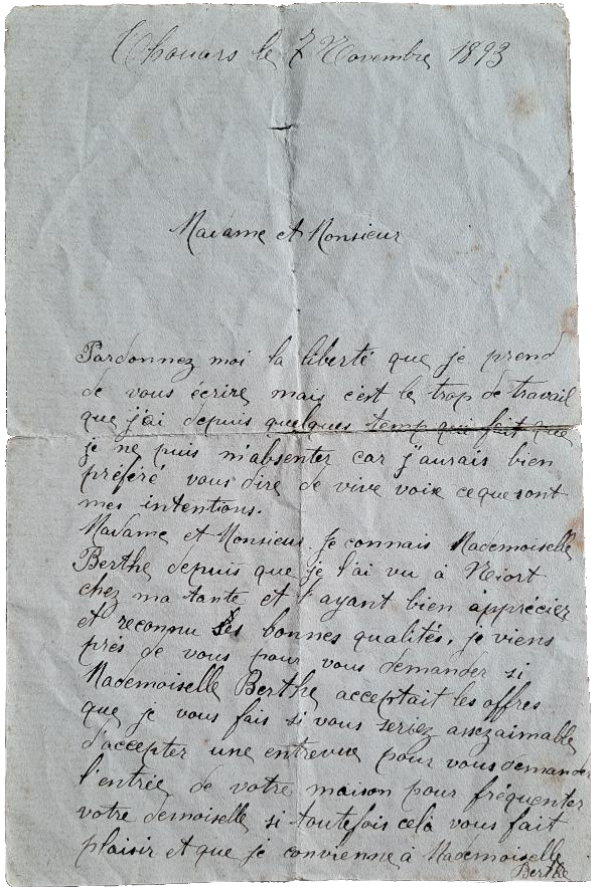 Thouars le 7 Novembre 1893
Madame et Monsieur
Pardonnez moi la liberté que je prend
de vous écrire mais c'est le trop de travail
que j'ai depuis quelques temp qui fait que
je ne puis m'absenter car j'aurais bien
préféré vous dire de vive voix ce que sont
mes intentions.
Madame et Monsieur je connais Mademoiselle
Berthe depuis que je l'ai vu à Niort
chez ma tante et l'ayant bien apprécier
et reconnu ses bonnes qualités, je viens
près de vous pour vous demander si
Mademoiselle Berthe acceptait les offres
que je vous fais si vous seriez assez aimable
d'accepter une entrevue pour vous demander
l'entrée de votre maison pour fréquenter
votre demoiselle si toutefois celà vous fait
plaisir et que je convienne à Mademoiselle
Berthe